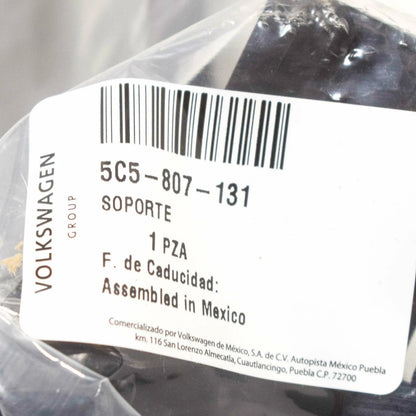 VOLKSWAGEN
GROUP
5C5-807-131
SOPORTE
1 PZA
F. de Caducidad:
Assembled in Mexico
Comercializado por Volkswagen de México, S.A. de C.V. Autopista México Puebla
km. 116 San Lorenzo Almecatla, Cuautlancingo, Puebla C.P. 72700